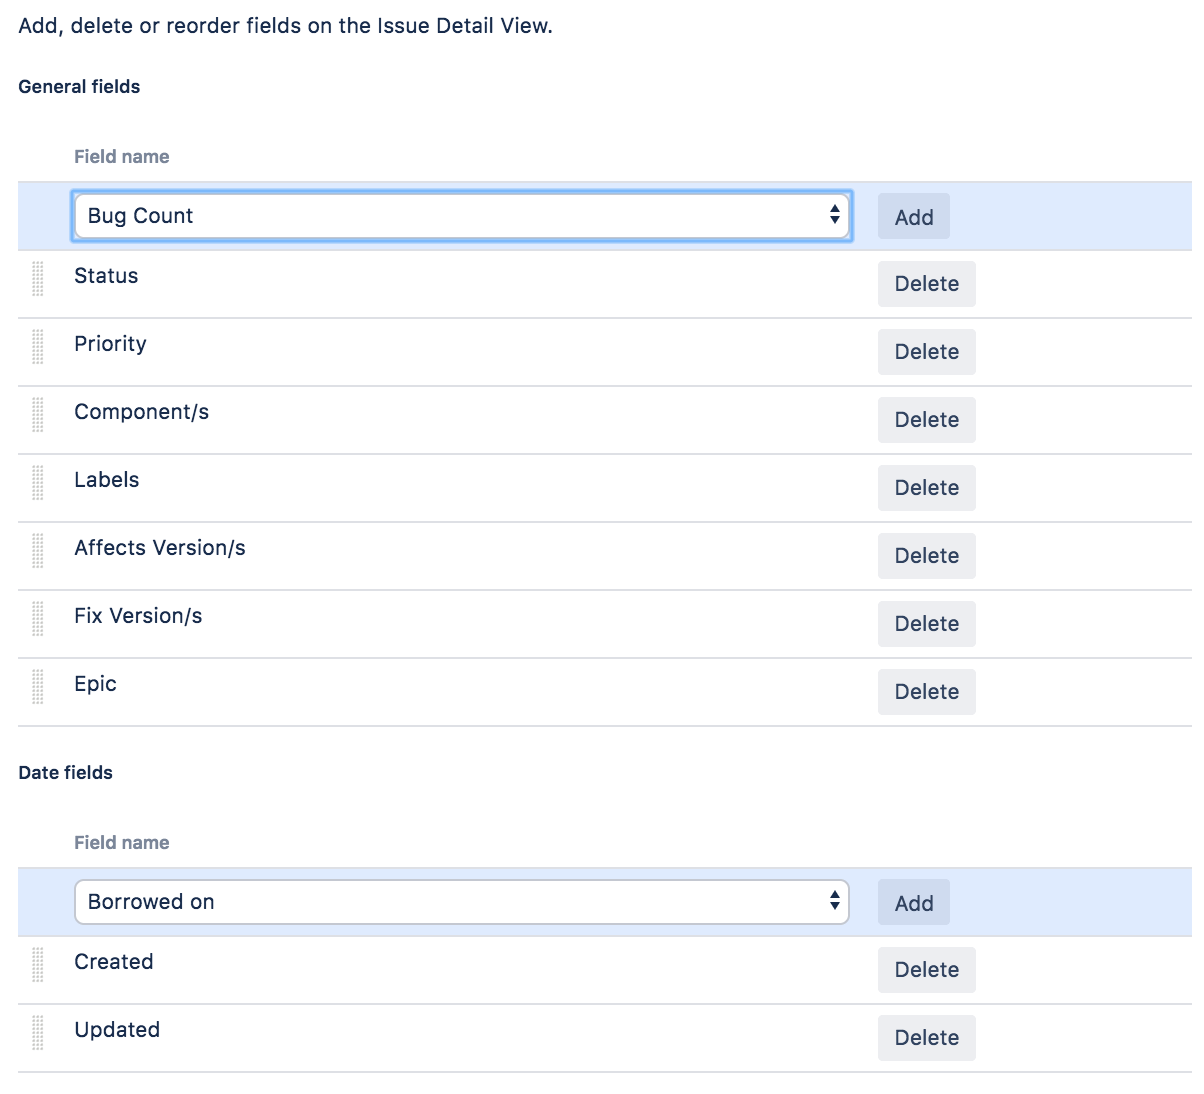 Add, delete or reorder fields on the Issue Detail View.
General fields
Field name
Bug Count Add
Status Delete
Priority Delete
Component/s Delete
Labels Delete
Affects Version/s Delete
Fix Version/s Delete
Epic Delete
Date fields
Field name
Borrowed on Add
Created Delete
Updated Delete